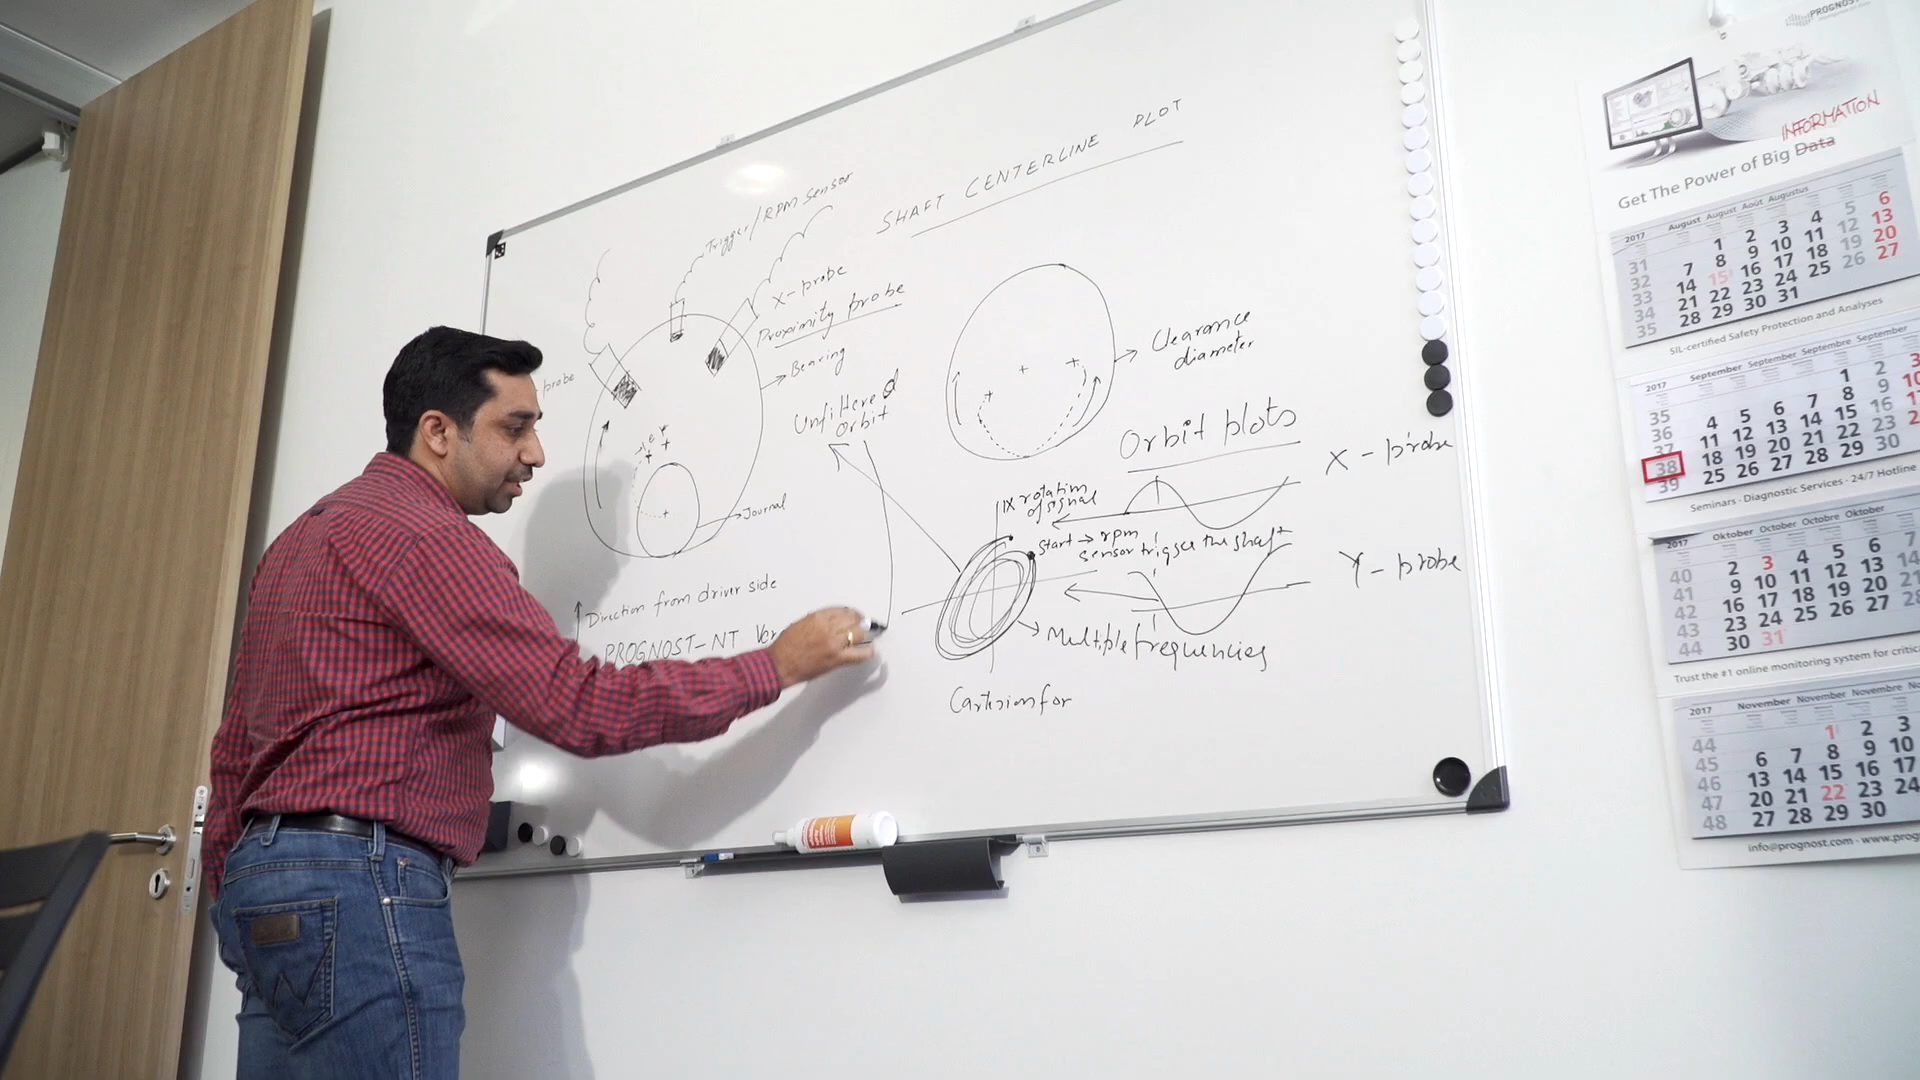 SHAFT CENTERLINE PLOT
Trigger/RPM Sensor
X-probe
Proximity probe
probe
Bearing
Journal
Direction from driver side
PROGNOST-NT Ver
Unfiltered
Orbit
Clearance
diameter
Orbit plots
X-probe
1X rotation
of signal
Start → rpm
sensor trigger the shaft
Y-probe
Multiple frequencies
PROGNOST
INFORMATION
Get The Power of Big Data
2017 August August Août Augustus
1 2 3 4 5 6
31 7 8 9 10 11 12 13
32 14 15 16 17 18 19 20
33 21 22 23 24 25 26 27
34 28 29 30 31
35
SIL-certified Safety Protection and Analyses
2017 September September Septembre September
35 1 2 3
36 4 5 6 7 8 9 10
37 11 12 13 14 15 16
38 18 19 20 21 22 23
39 25 26 27 28 29 30
Seminars · Diagnostic Services · 24/7 Hotline
2017 Oktober October Octobre Oktober
40 2 3 4 5 6 7
41 9 10 11 12 13 14
42 16 17 18 19 20 21
43 23 24 25 26 27 28
44 30 31
Trust the #1 online monitoring system for critica
2017 November November Novembre
44 1 2 3
45 6 7 8 9 10
46 13 14 15 16 17
47 20 21 22 23 24
48 27 28 29 30
info@prognost.com · www.prog